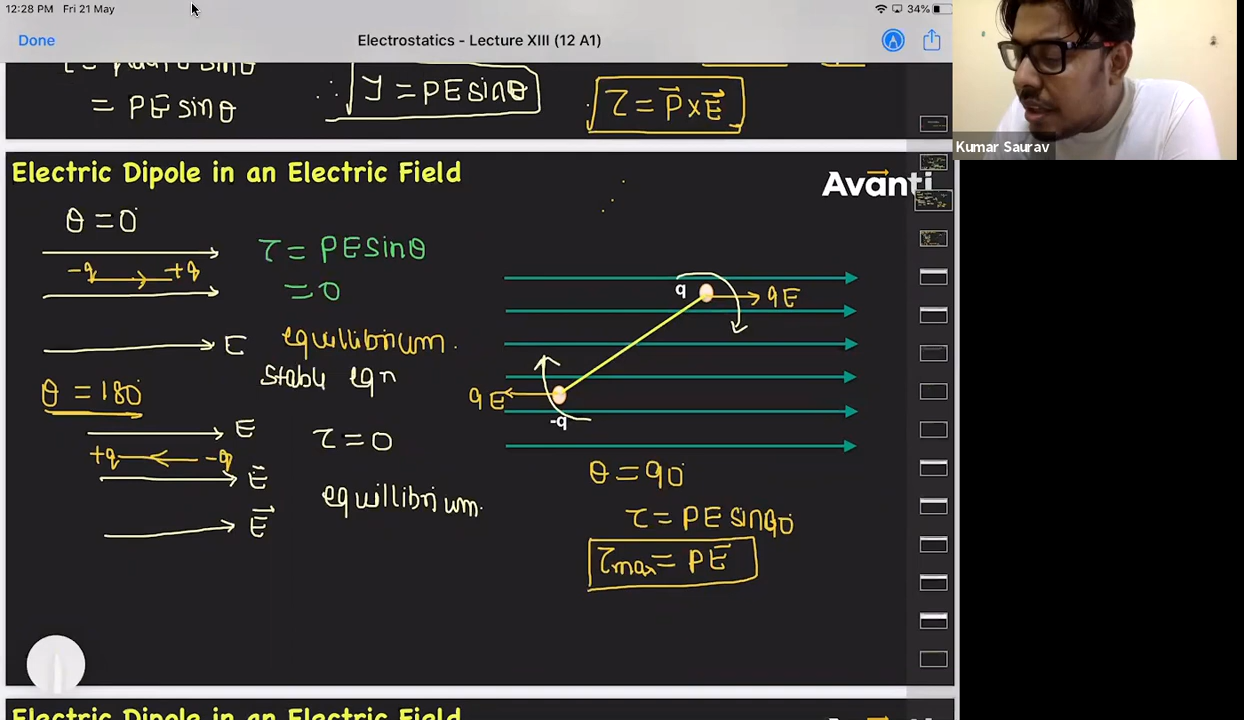 12:28 PM Fri 21 May
34%
Done
Electrostatics - Lecture XIII (12 A1)
Kumar Saurav
= PE sinθ
∴ J = PE sinθ
τ = P⃗ x E⃗
Electric Dipole in an Electric Field
Avanti
θ = 0°
-q +q
E
τ = PE sinθ
= 0
equillibrium.
stable eqn
θ = 180°
E
+q -q
E⃗
E⃗
τ = 0
equillibrium.
q
qE
qE
-q
θ = 90°
τ = PE sin90°
τmax = PE
Electric Dipole in an Electric Field